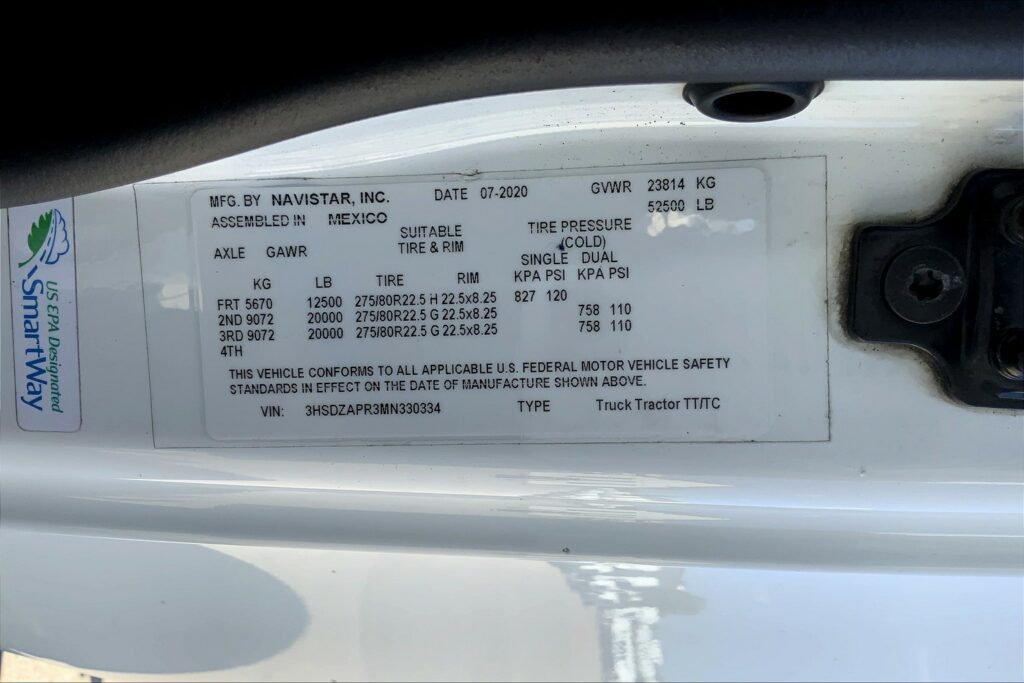 MFG. BY NAVISTAR, INC. DATE 07-2020 GVWR 23814 KG
ASSEMBLED IN MEXICO 52500 LB
SUITABLE TIRE PRESSURE
AXLE GAWR TIRE & RIM (COLD)
SINGLE DUAL
KG LB TIRE RIM KPA PSI KPA PSI
FRT 5670 12500 275/80R22.5 H 22.5x8.25 827 120
2ND 9072 20000 275/80R22.5 G 22.5x8.25 758 110
3RD 9072 20000 275/80R22.5 G 22.5x8.25 758 110
4TH
THIS VEHICLE CONFORMS TO ALL APPLICABLE U.S. FEDERAL MOTOR VEHICLE SAFETY
STANDARDS IN EFFECT ON THE DATE OF MANUFACTURE SHOWN ABOVE.
VIN: 3HSDZAPR3MN330334 TYPE Truck Tractor TT/TC
US EPA Designated
SmartWay